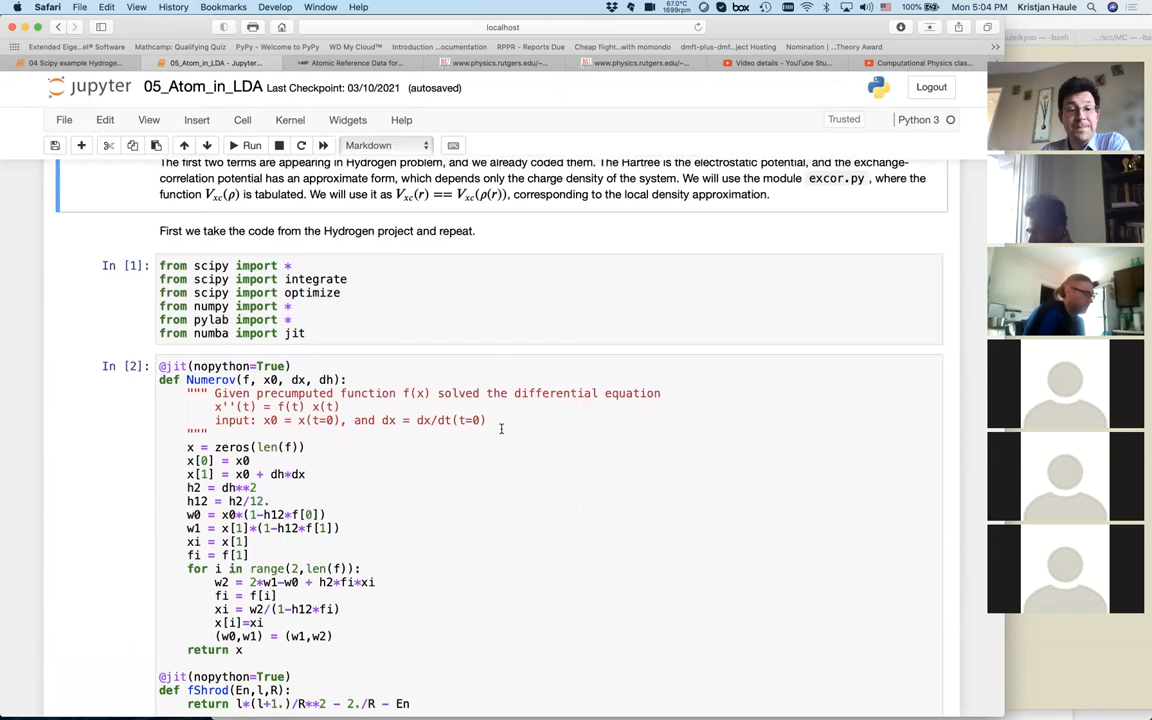 Safari File Edit View History Bookmarks Develop Window Help 67.0°C 1699rpm box 100% Mon 5:04 PM Kristjan Haule
localhost
Extended Eige...el® Software Mathcamp: Qualifying Quiz PyPy - Welcome to PyPy WD My Cloud™ Introduction ...ocumentation RPPR - Reports Due Cheap flight...with momondo dmft-plus-dmf...ject Hosting Nomination | ...Theory Award
04 Scipy example Hydroge... 05_Atom_in_LDA - Jupyter... Atomic Reference Data for... www.physics.rutgers.edu/~... www.physics.rutgers.edu/~... Video details - YouTube Stu... Computational Physics clas...
ule/kyoo — -bash .../src/MC — -bash
jupyter 05_Atom_in_LDA Last Checkpoint: 03/10/2021 (autosaved) Logout
File Edit View Insert Cell Kernel Widgets Help Trusted Python 3
Run Markdown
The first two terms are appearing in Hydrogen problem, and we already coded them. The Hartree is the electrostatic potential, and the exchange-
correlation potential has an approximate form, which depends only the charge density of the system. We will use the module excor.py , where the
function Vxc(ρ) is tabulated. We will use it as Vxc(r) == Vxc(ρ(r)), corresponding to the local density approximation.
First we take the code from the Hydrogen project and repeat.
In [1]: from scipy import *
from scipy import integrate
from scipy import optimize
from numpy import *
from pylab import *
from numba import jit
In [2]: @jit(nopython=True)
def Numerov(f, x0, dx, dh):
""" Given precumputed function f(x) solved the differential equation
x''(t) = f(t) x(t)
input: x0 = x(t=0), and dx = dx/dt(t=0)
"""
x = zeros(len(f))
x[0] = x0
x[1] = x0 + dh*dx
h2 = dh**2
h12 = h2/12.
w0 = x0*(1-h12*f[0])
w1 = x[1]*(1-h12*f[1])
xi = x[1]
fi = f[1]
for i in range(2,len(f)):
w2 = 2*w1-w0 + h2*fi*xi
fi = f[i]
xi = w2/(1-h12*fi)
x[i]=xi
(w0,w1) = (w1,w2)
return x
@jit(nopython=True)
def fShrod(En,l,R):
return l*(l+1.)/R**2 - 2./R - En